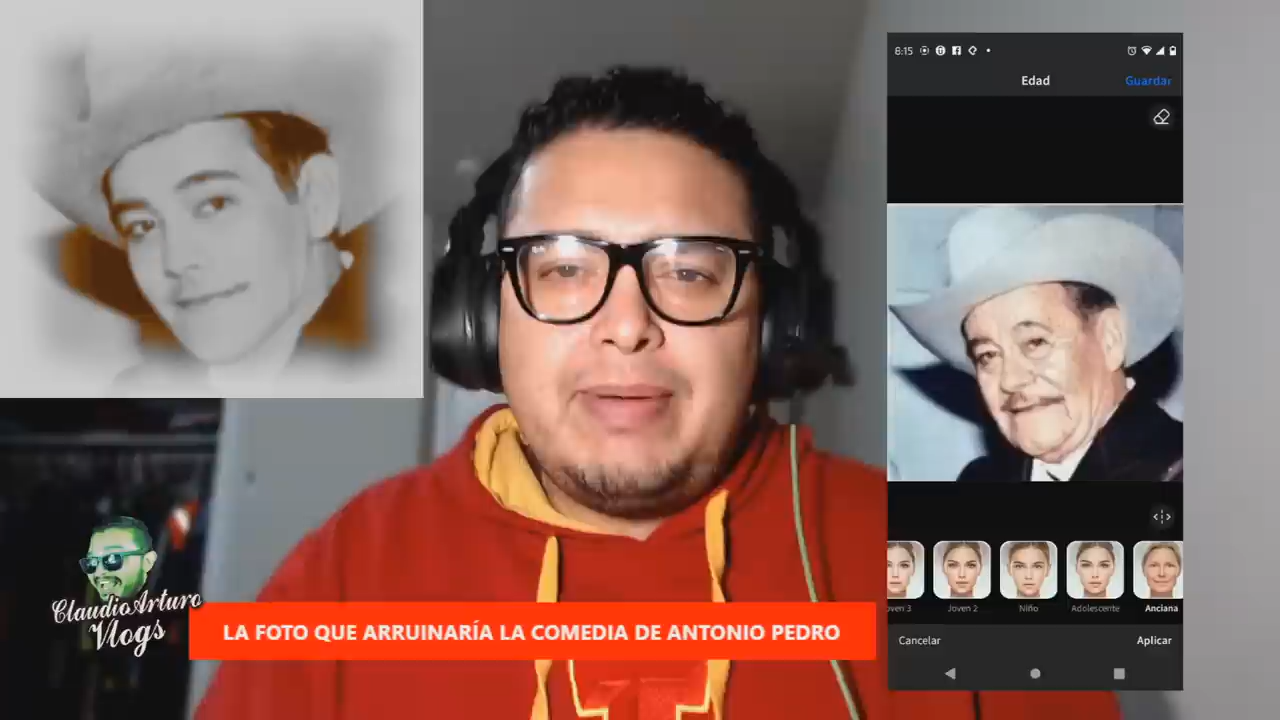 8:15
Edad
Guardar
oven 3
Joven 2
Niño
Adolescente
Anciana
Cancelar
Aplicar
ClaudioArturo
Vlogs
LA FOTO QUE ARRUINARÍA LA COMEDIA DE ANTONIO PEDRO